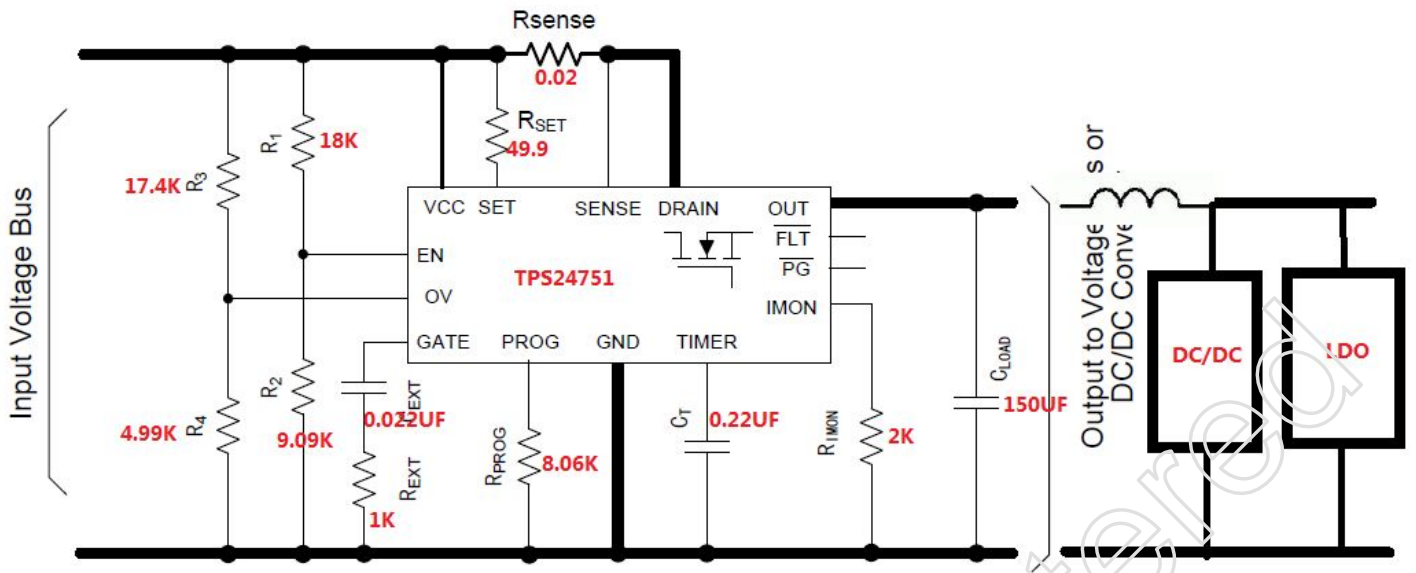 Rsense
0.02
Input Voltage Bus
R3
17.4K
R1
18K
RSET
49.9
VCC SET SENSE DRAIN OUT
FLT
EN
PG
TPS24751
OV
IMON
GATE PROG GND TIMER
R4
4.99K
R2
9.09K
EXT
0.022UF
REXT
1K
RPROG
8.06K
CT
0.22UF
RIMON
2K
CLOAD
150UF
s or
Output to Voltage
DC/DC Conve
DC/DC
LDO
tered